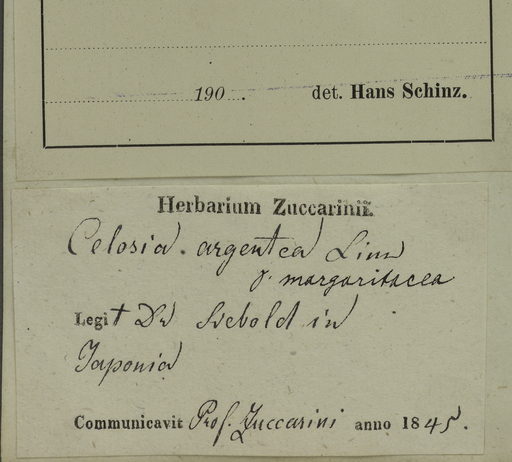 190 . det. Hans Schinz.
Herbarium Zuccarinii.
Celosia . argentea Linn
γ. margaritacea
Legit Dr Siebold in
Japonia
Communicavit Prof. Zuccarini anno 1845.